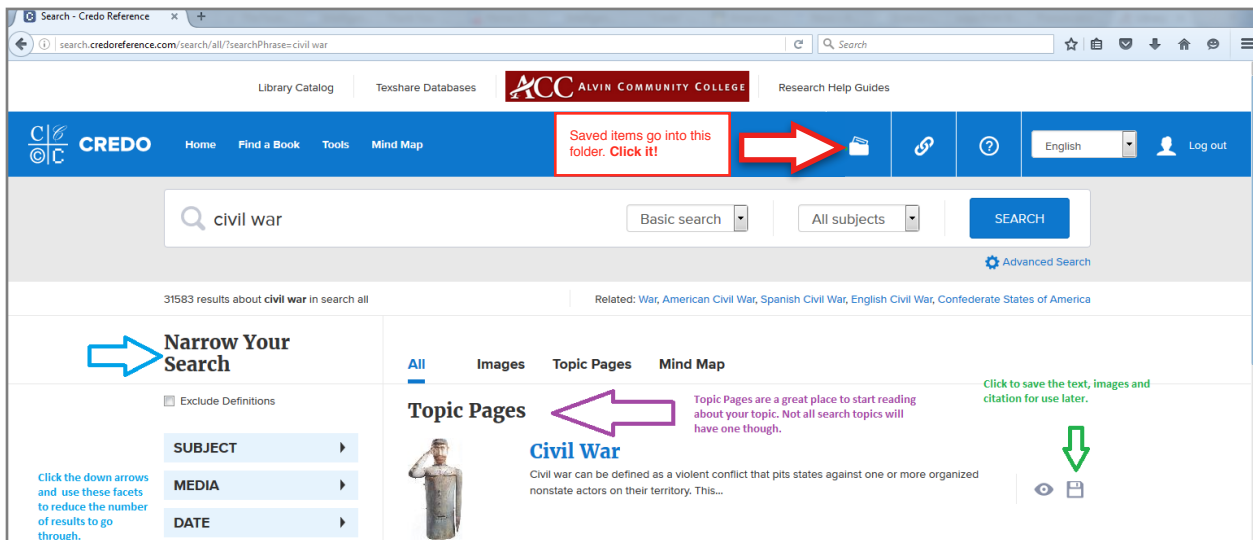 Search - Credo Reference
search.credoreference.com/search/all/?searchPhrase=civil war
Search
Library Catalog
Texshare Databases
ACC ALVIN COMMUNITY COLLEGE
Research Help Guides
CREDO
Home
Find a Book
Tools
Mind Map
Saved items go into this
folder. Click it!
English
Log out
civil war
Basic search
All subjects
SEARCH
Advanced Search
31583 results about civil war in search all
Related: War, American Civil War, Spanish Civil War, English Civil War, Confederate States of America
Narrow Your
Search
All
Images
Topic Pages
Mind Map
Exclude Definitions
Topic Pages
Topic Pages are a great place to start reading
about your topic. Not all search topics will
have one though.
Click to save the text, images and
citation for use later.
SUBJECT
MEDIA
DATE
Click the down arrows
and use these facets
to reduce the number
of results to go
through.
Civil War
Civil war can be defined as a violent conflict that pits states against one or more organized
nonstate actors on their territory. This...